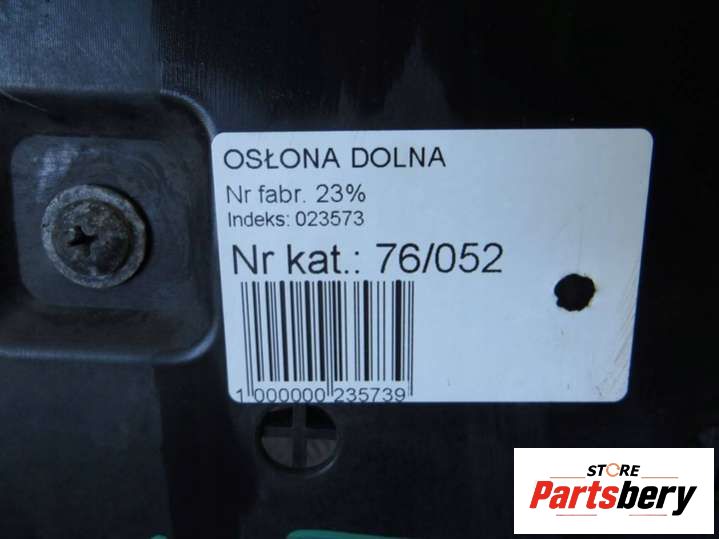 OSŁONA DOLNA
Nr fabr. 23%
Indeks: 023573
Nr kat.: 76/052
1 000000 235739
STORE
Partsbery